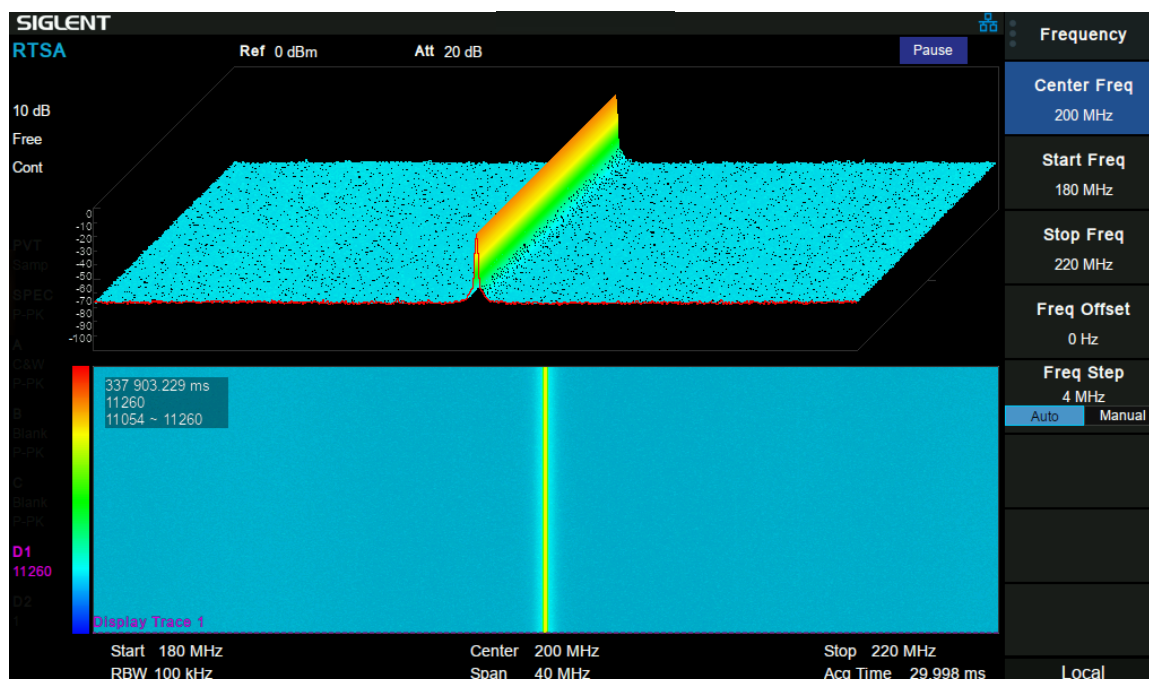 SIGLENT
RTSA
Ref 0 dBm
Att 20 dB
Pause
10 dB
Free
Cont
0
-10
-20
-30
-40
-50
-60
-70
-80
-90
-100
PVT
Samp
SPEC
P-PK
A
C&W
P-PK
B
Blank
P-PK
C
Blank
P-PK
D1
11260
D2
1
337 903.229 ms
11260
11054 ~ 11260
Display Trace 1
Start 180 MHz
Center 200 MHz
Stop 220 MHz
RBW 100 kHz
Span 40 MHz
Acq Time 29.998 ms
Frequency
Center Freq
200 MHz
Start Freq
180 MHz
Stop Freq
220 MHz
Freq Offset
0 Hz
Freq Step
4 MHz
Auto Manual
Local